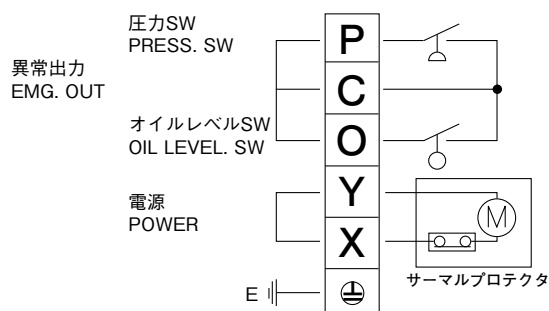 圧力SW
PRESS. SW
異常出力
EMG. OUT
オイルレベルSW
OIL LEVEL. SW
電源
POWER
E
P
C
O
Y
X
M
サーマルプロテクタ